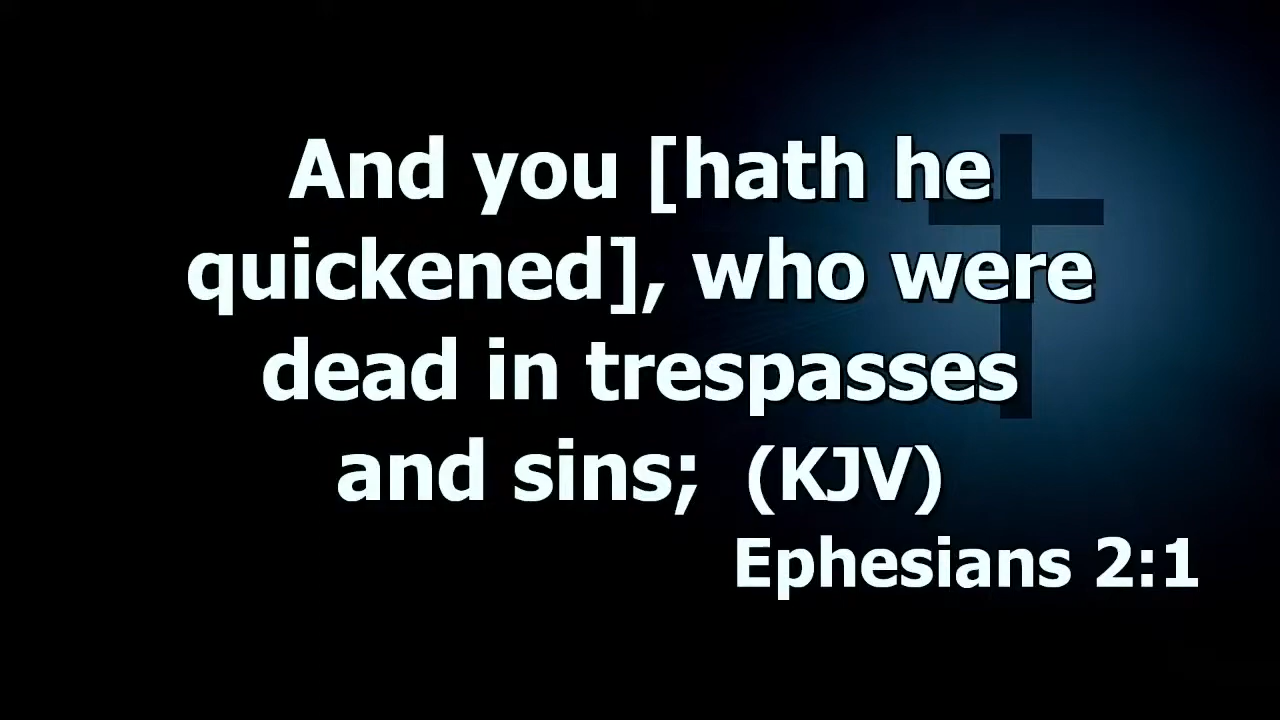 And you [hath he
quickened], who were
dead in trespasses
and sins; (KJV)
Ephesians 2:1